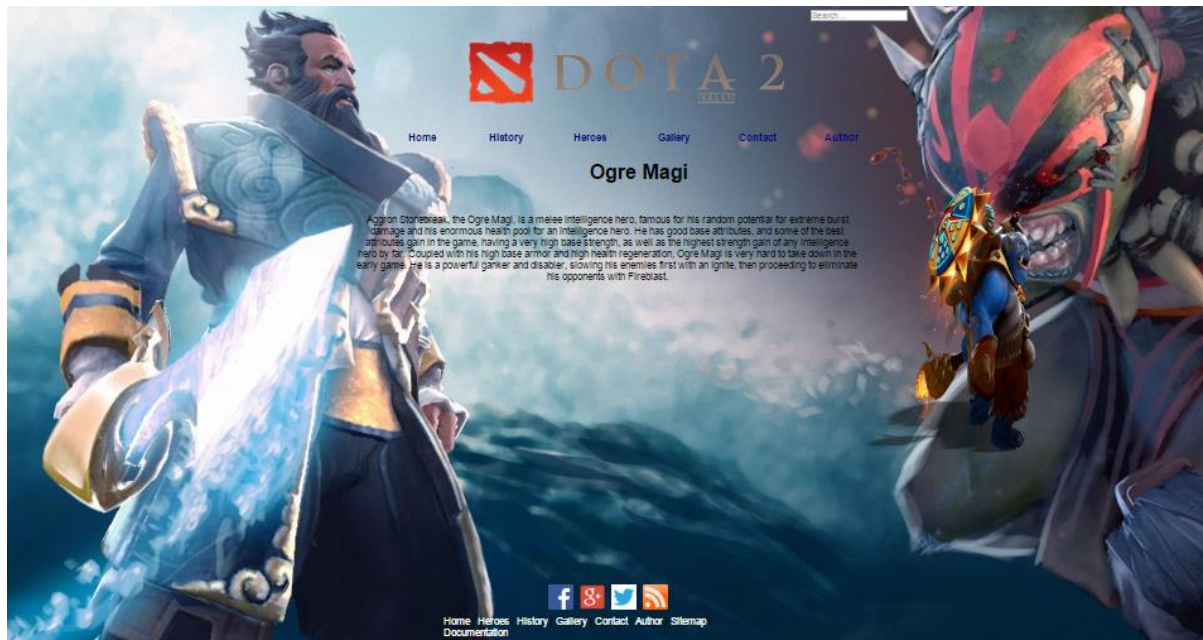 Search...
DOTA 2
VALVE
Home History Heroes Gallery Contact Author
Ogre Magi
Aggron Stonebreak, the Ogre Magi, is a melee intelligence hero, famous for his random potential for extreme burst
damage and his enormous health pool for an intelligence hero. He has good base attributes, and some of the best
attributes gain in the game, having a very high base strength, as well as the highest strength gain of any intelligence
hero by far. Coupled with his high base armor and high health regeneration, Ogre Magi is very hard to take down in the
early game. He is a powerful ganker and disabler, slowing his enemies first with an ignite, then proceeding to eliminate
his opponents with Fireblast.
f g+
Home Heroes History Gallery Contact Author Sitemap
Documentation